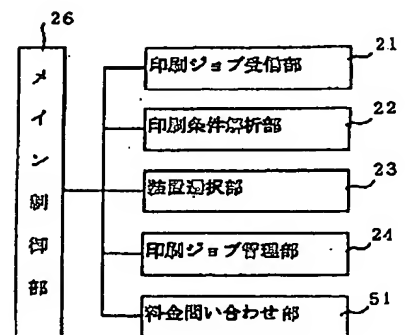 26
メイン制御部
印刷ジョブ受信部 21
印刷条件解析部 22
装置選択部 23
印刷ジョブ管理部 24
料金問い合わせ部 51